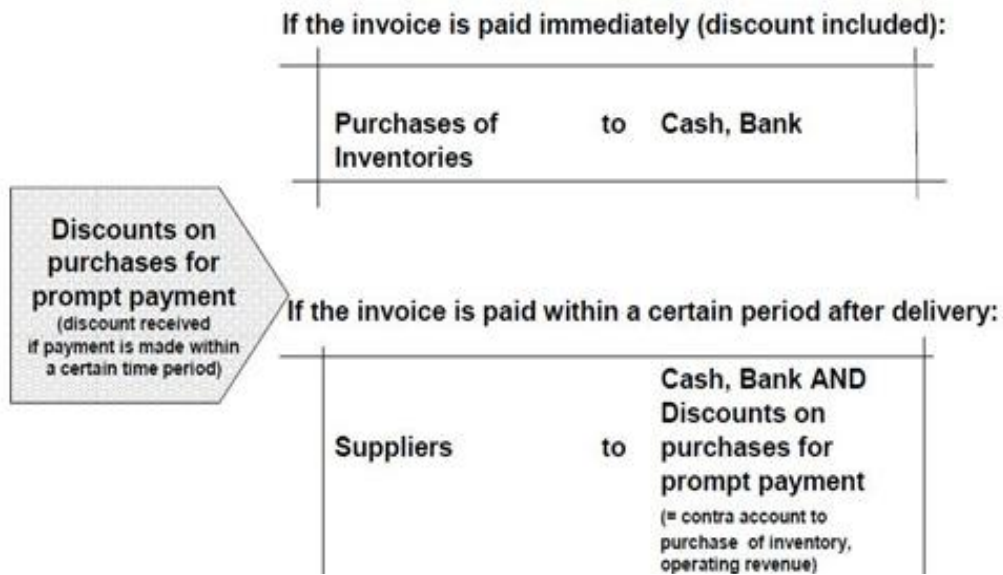 If the invoice is paid immediately (discount included):
Purchases of to Cash, Bank
Inventories
Discounts on
purchases for
prompt payment
(discount received
if payment is made within
a certain time period)
If the invoice is paid within a certain period after delivery:
Cash, Bank AND
Discounts on
Suppliers to purchases for
prompt payment
(= contra account to
purchase of inventory,
operating revenue)